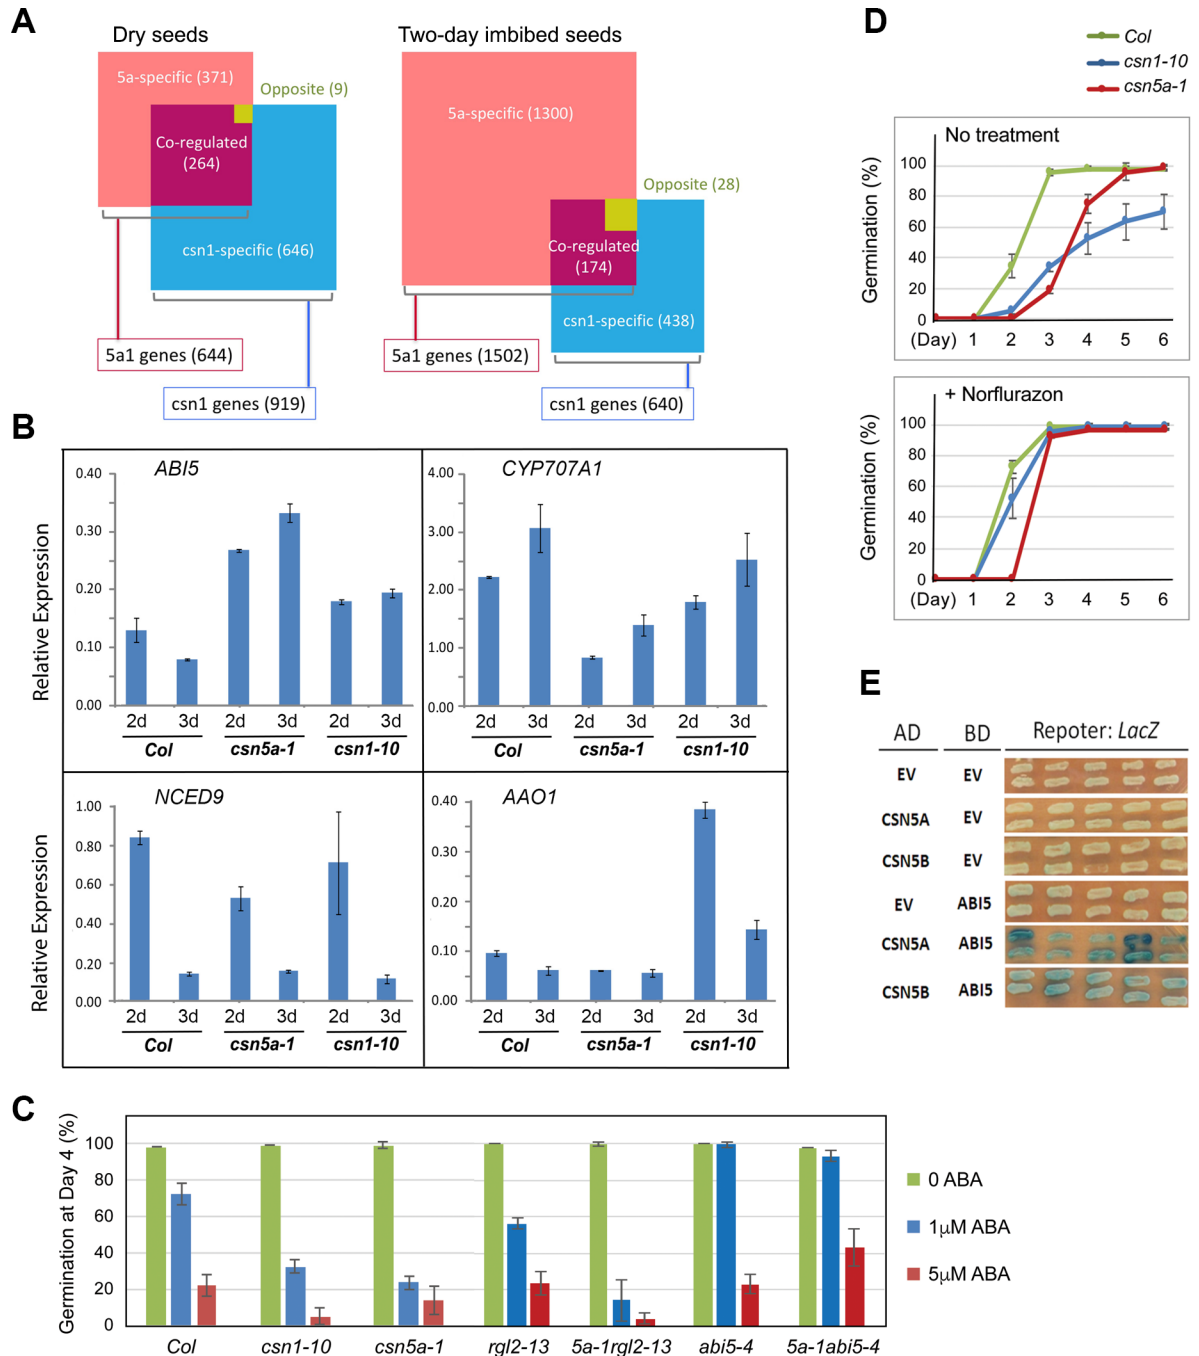 A
Dry seeds
5a-specific (371)
Opposite (9)
Co-regulated
(264)
csn1-specific (646)
5a1 genes (644)
csn1 genes (919)
Two-day imbibed seeds
5a-specific (1300)
Opposite (28)
Co-regulated
(174)
csn1-specific (438)
5a1 genes (1502)
csn1 genes (640)
B
Relative Expression
ABI5
0.40
0.30
0.20
0.10
0.00
2d 3d 2d 3d 2d 3d
Col csn5a-1 csn1-10
CYP707A1
4.00
3.00
2.00
1.00
0.00
2d 3d 2d 3d 2d 3d
Col csn5a-1 csn1-10
Relative Expression
NCED9
1.00
0.80
0.60
0.40
0.20
0.00
2d 3d 2d 3d 2d 3d
Col csn5a-1 csn1-10
AAO1
0.40
0.30
0.20
0.10
0.00
2d 3d 2d 3d 2d 3d
Col csn5a-1 csn1-10
C
Germination at Day 4 (%)
100
80
60
40
20
0
Col csn1-10 csn5a-1 rgl2-13 5a-1rgl2-13 abi5-4 5a-1abi5-4
0 ABA
1μM ABA
5μM ABA
D
Col
csn1-10
csn5a-1
No treatment
Germination (%)
100
80
60
40
20
0
(Day) 1 2 3 4 5 6
+ Norflurazon
Germination (%)
100
80
60
40
20
0
(Day) 1 2 3 4 5 6
E
AD BD Repoter: LacZ
EV EV
CSN5A EV
CSN5B EV
EV ABI5
CSN5A ABI5
CSN5B ABI5